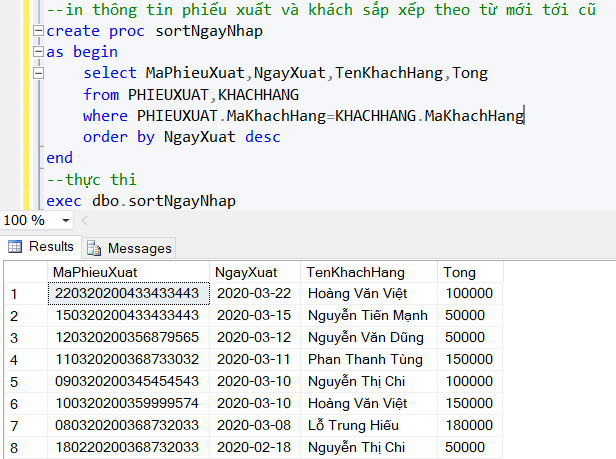 --in thông tin phiếu xuất và khách sắp xếp theo từ mới tới cũ
create proc sortNgayNhap
as begin
select MaPhieuXuat,NgayXuat,TenKhachHang,Tong
from PHIEUXUAT,KHACHHANG
where PHIEUXUAT.MaKhachHang=KHACHHANG.MaKhachHang
order by NgayXuat desc
end
--thực thi
exec dbo.sortNgayNhap
100 %
Results Messages
MaPhieuXuat NgayXuat TenKhachHang Tong
1 220320200433433443 2020-03-22 Hoàng Văn Việt 100000
2 150320200433433443 2020-03-15 Nguyễn Tiến Mạnh 50000
3 120320200356879565 2020-03-12 Nguyễn Văn Dũng 50000
4 110320200368733032 2020-03-11 Phan Thanh Tùng 150000
5 090320200345454543 2020-03-10 Nguyễn Thị Chi 100000
6 100320200359999574 2020-03-10 Hoàng Văn Việt 150000
7 080320200368732033 2020-03-08 Lỗ Trung Hiếu 180000
8 180220200368732033 2020-02-18 Nguyễn Thị Chi 50000